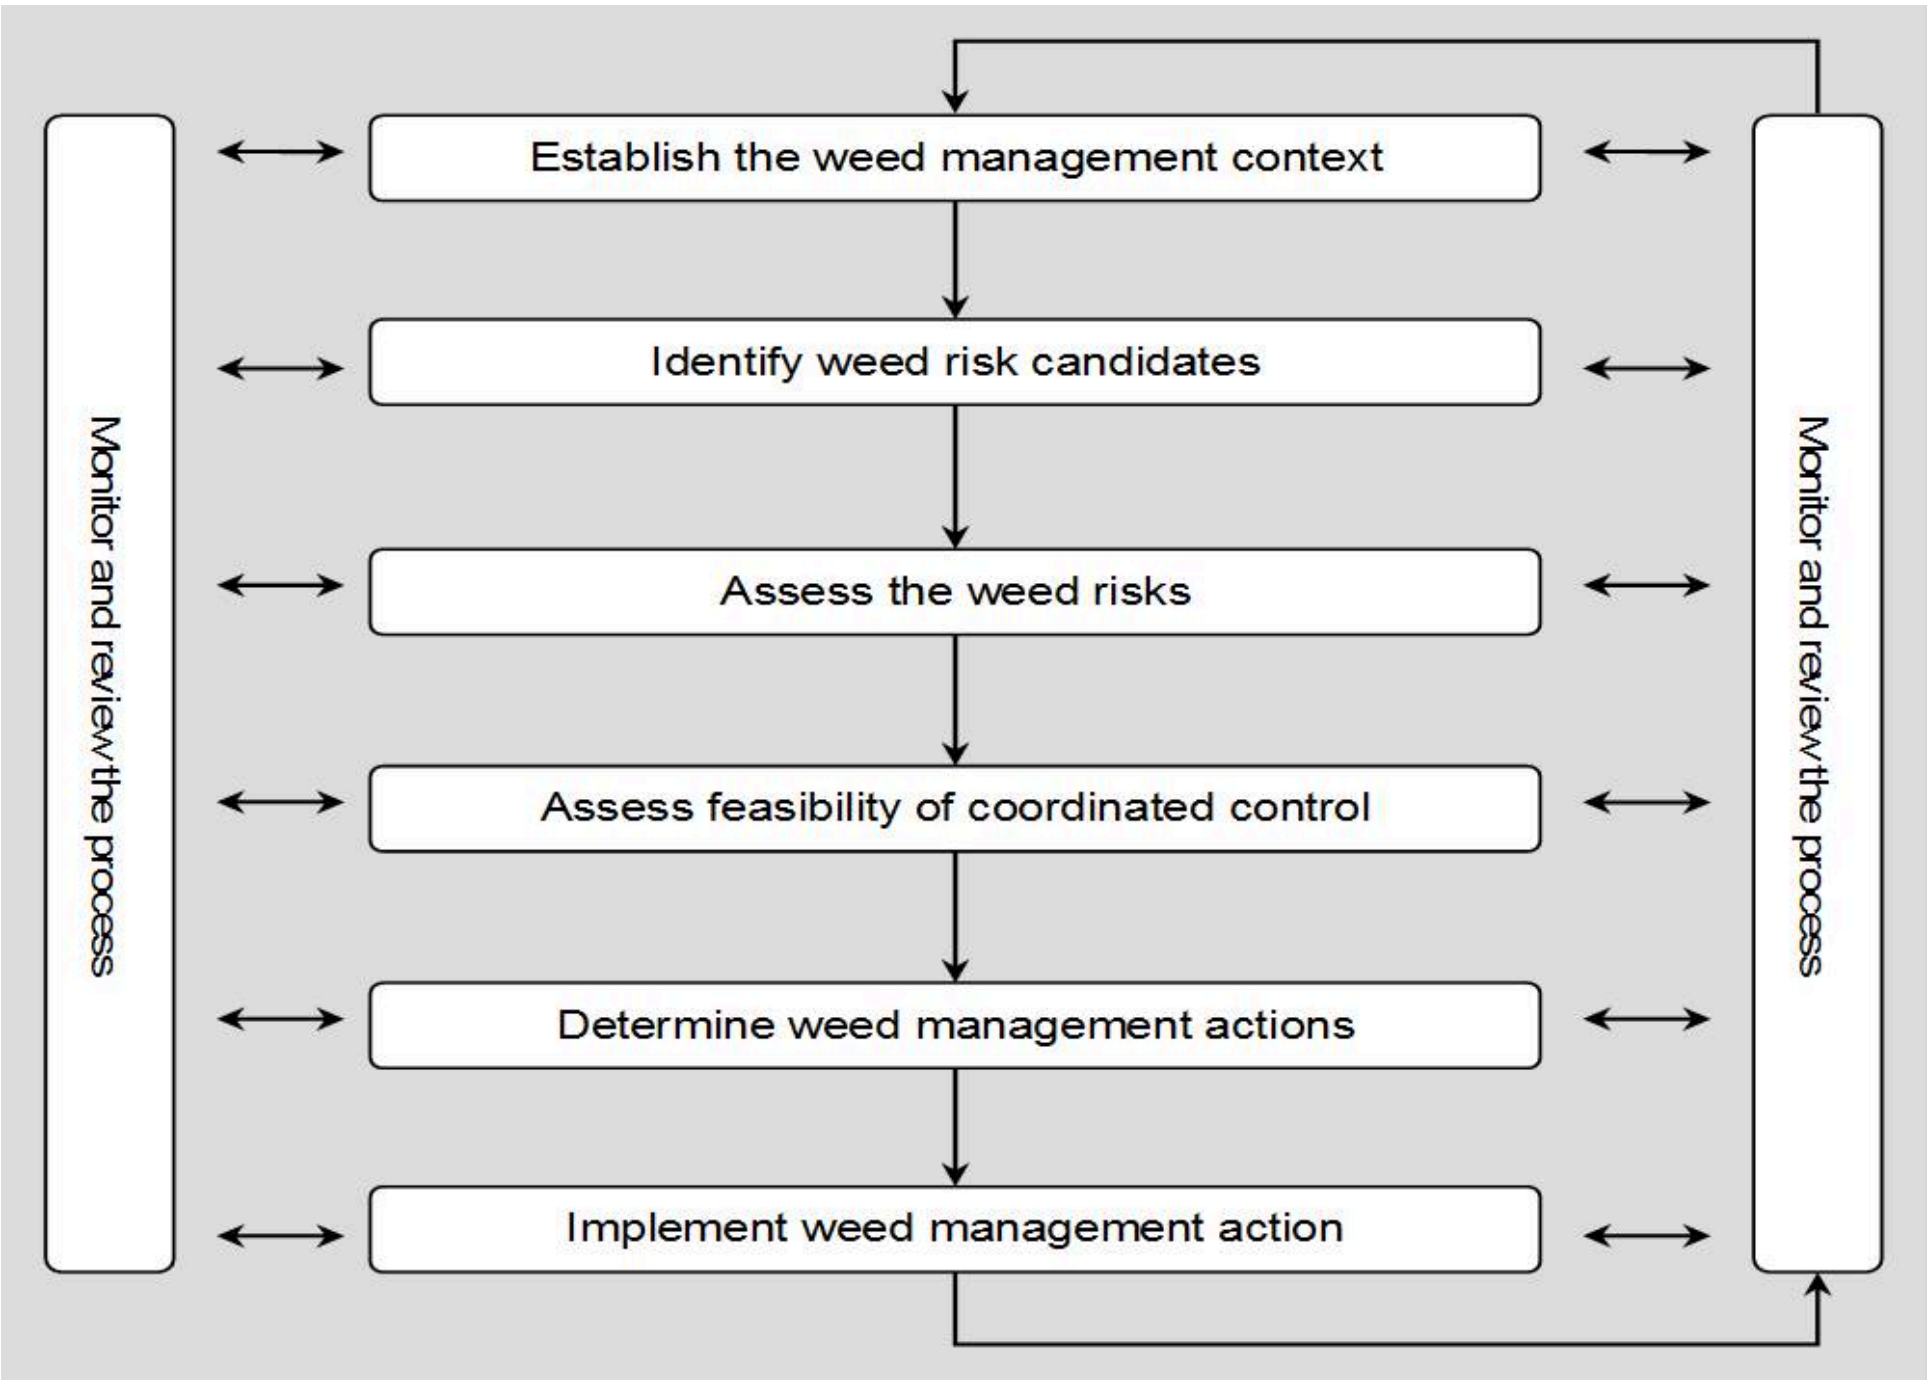 Establish the weed management context
Identify weed risk candidates
Assess the weed risks
Assess feasibility of coordinated control
Determine weed management actions
Implement weed management action
Monitor and review the process
Monitor and review the process